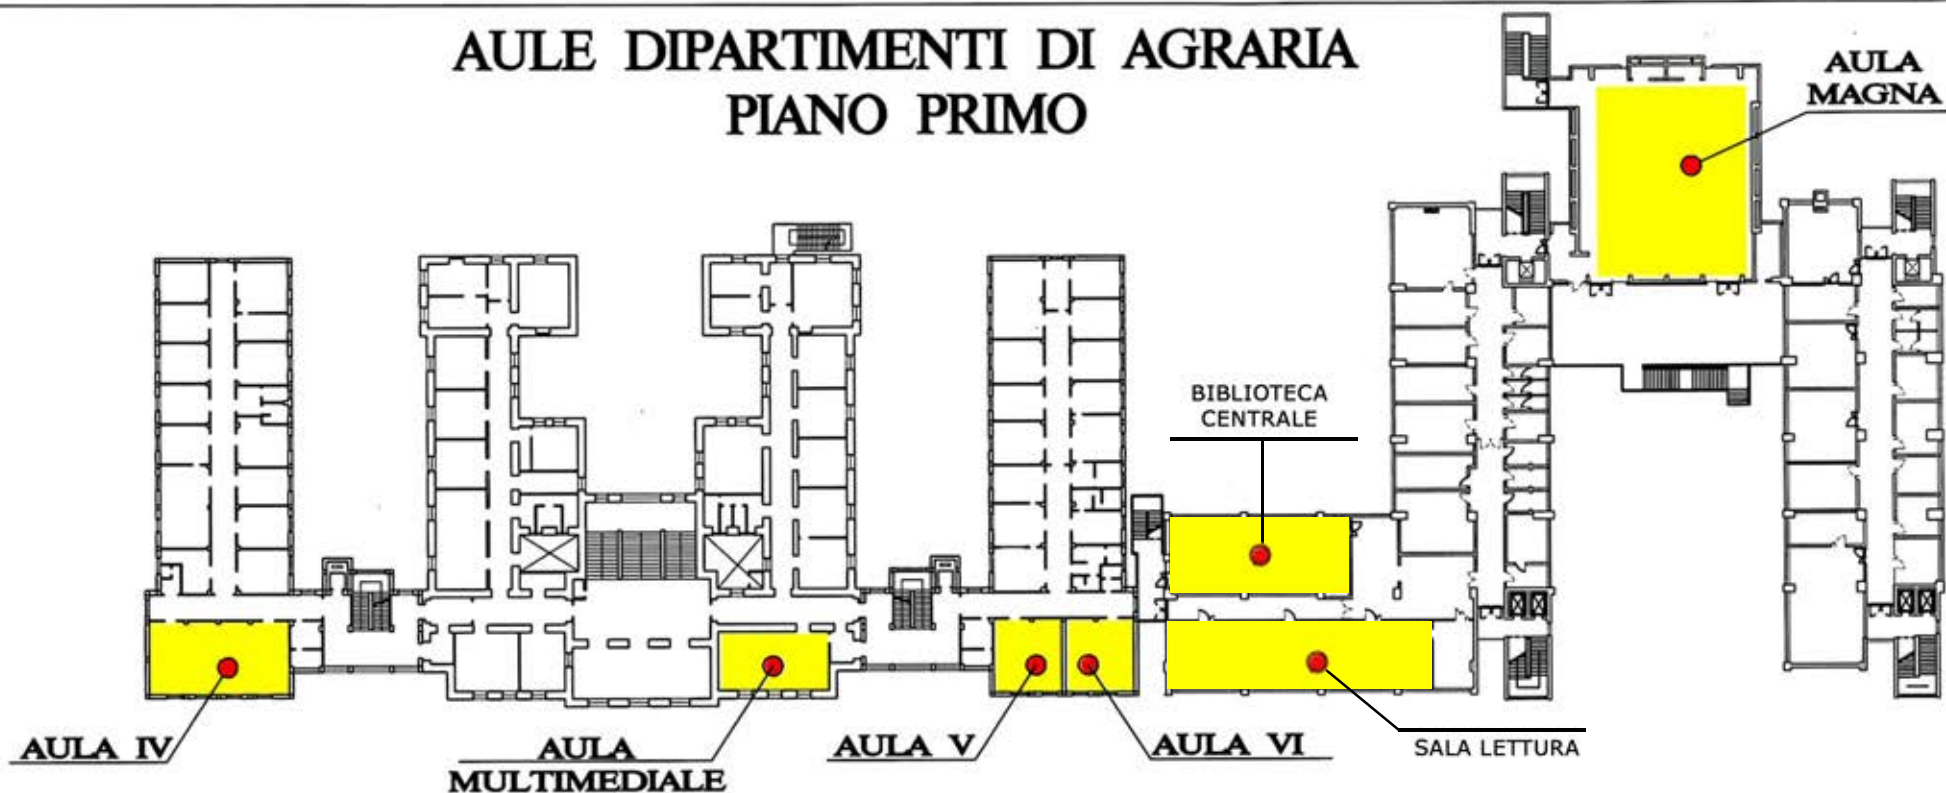 AULE DIPARTIMENTI DI AGRARIA
PIANO PRIMO
AULA
MAGNA
BIBLIOTECA
CENTRALE
AULA IV
AULA
MULTIMEDIALE
AULA V
AULA VI
SALA LETTURA